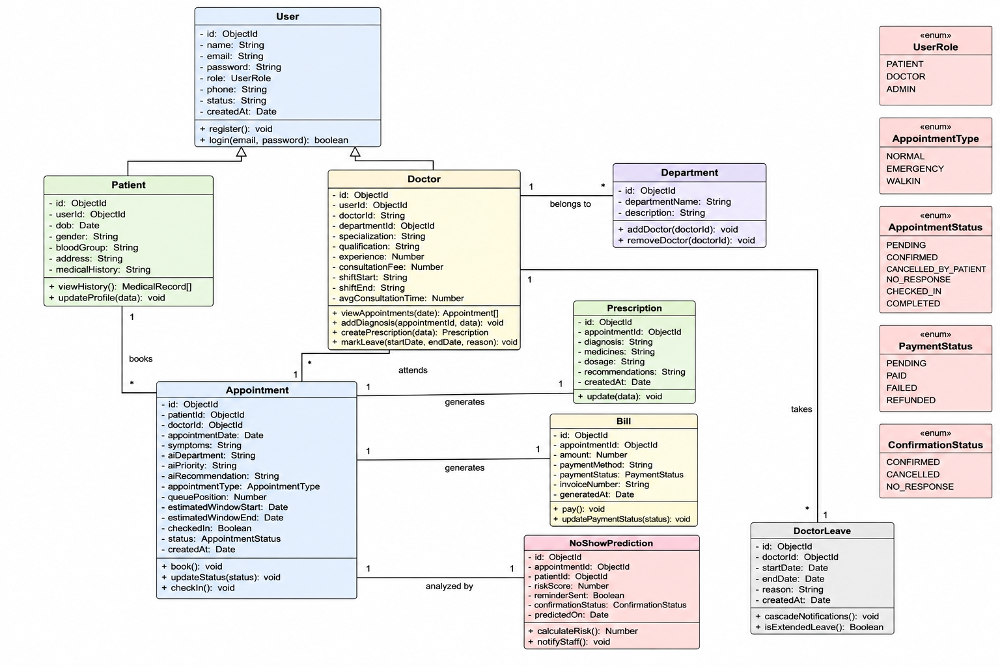 User
- id: ObjectId
- name: String
- email: String
- password: String
- role: UserRole
- phone: String
- status: String
- createdAt: Date
+ register(): void
+ login(email, password): boolean
Patient
- id: ObjectId
- userId: ObjectId
- dob: Date
- gender: String
- bloodGroup: String
- address: String
- medicalHistory: String
+ viewHistory(): MedicalRecord[]
+ updateProfile(data): void
Doctor
- id: ObjectId
- userId: ObjectId
- doctorId: String
- departmentId: ObjectId
- specialization: String
- qualification: String
- experience: Number
- consultationFee: Number
- shiftStart: String
- shiftEnd: String
- avgConsultationTime: Number
+ viewAppointments(date): Appointment[]
+ addDiagnosis(appointmentId, data): void
+ createPrescription(data): Prescription
+ markLeave(startDate, endDate, reason): void
1
*
belongs to
Department
- id: ObjectId
- departmentName: String
- description: String
+ addDoctor(doctorId): void
+ removeDoctor(doctorId): void
1
takes
*
1
1
books
*
*
1
attends
Appointment
- id: ObjectId
- patientId: ObjectId
- doctorId: ObjectId
- appointmentDate: Date
- symptoms: String
- aiDepartment: String
- aiPriority: String
- aiRecommendation: String
- appointmentType: AppointmentType
- queuePosition: Number
- estimatedWindowStart: Date
- estimatedWindowEnd: Date
- checkedIn: Boolean
- status: AppointmentStatus
- createdAt: Date
+ book(): void
+ updateStatus(status): void
+ checkIn(): void
1
1
generates
Prescription
- id: ObjectId
- appointmentId: ObjectId
- diagnosis: String
- medicines: String
- dosage: String
- recommendations: String
- createdAt: Date
+ update(data): void
1
1
generates
Bill
- id: ObjectId
- appointmentId: ObjectId
- amount: Number
- paymentMethod: String
- paymentStatus: PaymentStatus
- invoiceNumber: String
- generatedAt: Date
+ pay(): void
+ updatePaymentStatus(status): void
1
1
analyzed by
NoShowPrediction
- id: ObjectId
- appointmentId: ObjectId
- patientId: ObjectId
- riskScore: Number
- reminderSent: Boolean
- confirmationStatus: ConfirmationStatus
- predictedOn: Date
+ calculateRisk(): Number
+ notifyStaff(): void
DoctorLeave
- id: ObjectId
- doctorId: ObjectId
- startDate: Date
- endDate: Date
- reason: String
- createdAt: Date
+ cascadeNotifications(): void
+ isExtendedLeave(): Boolean
«enum»
UserRole
PATIENT
DOCTOR
ADMIN
«enum»
AppointmentType
NORMAL
EMERGENCY
WALKIN
«enum»
AppointmentStatus
PENDING
CONFIRMED
CANCELLED_BY_PATIENT
NO_RESPONSE
CHECKED_IN
COMPLETED
«enum»
PaymentStatus
PENDING
PAID
FAILED
REFUNDED
«enum»
ConfirmationStatus
CONFIRMED
CANCELLED
NO_RESPONSE